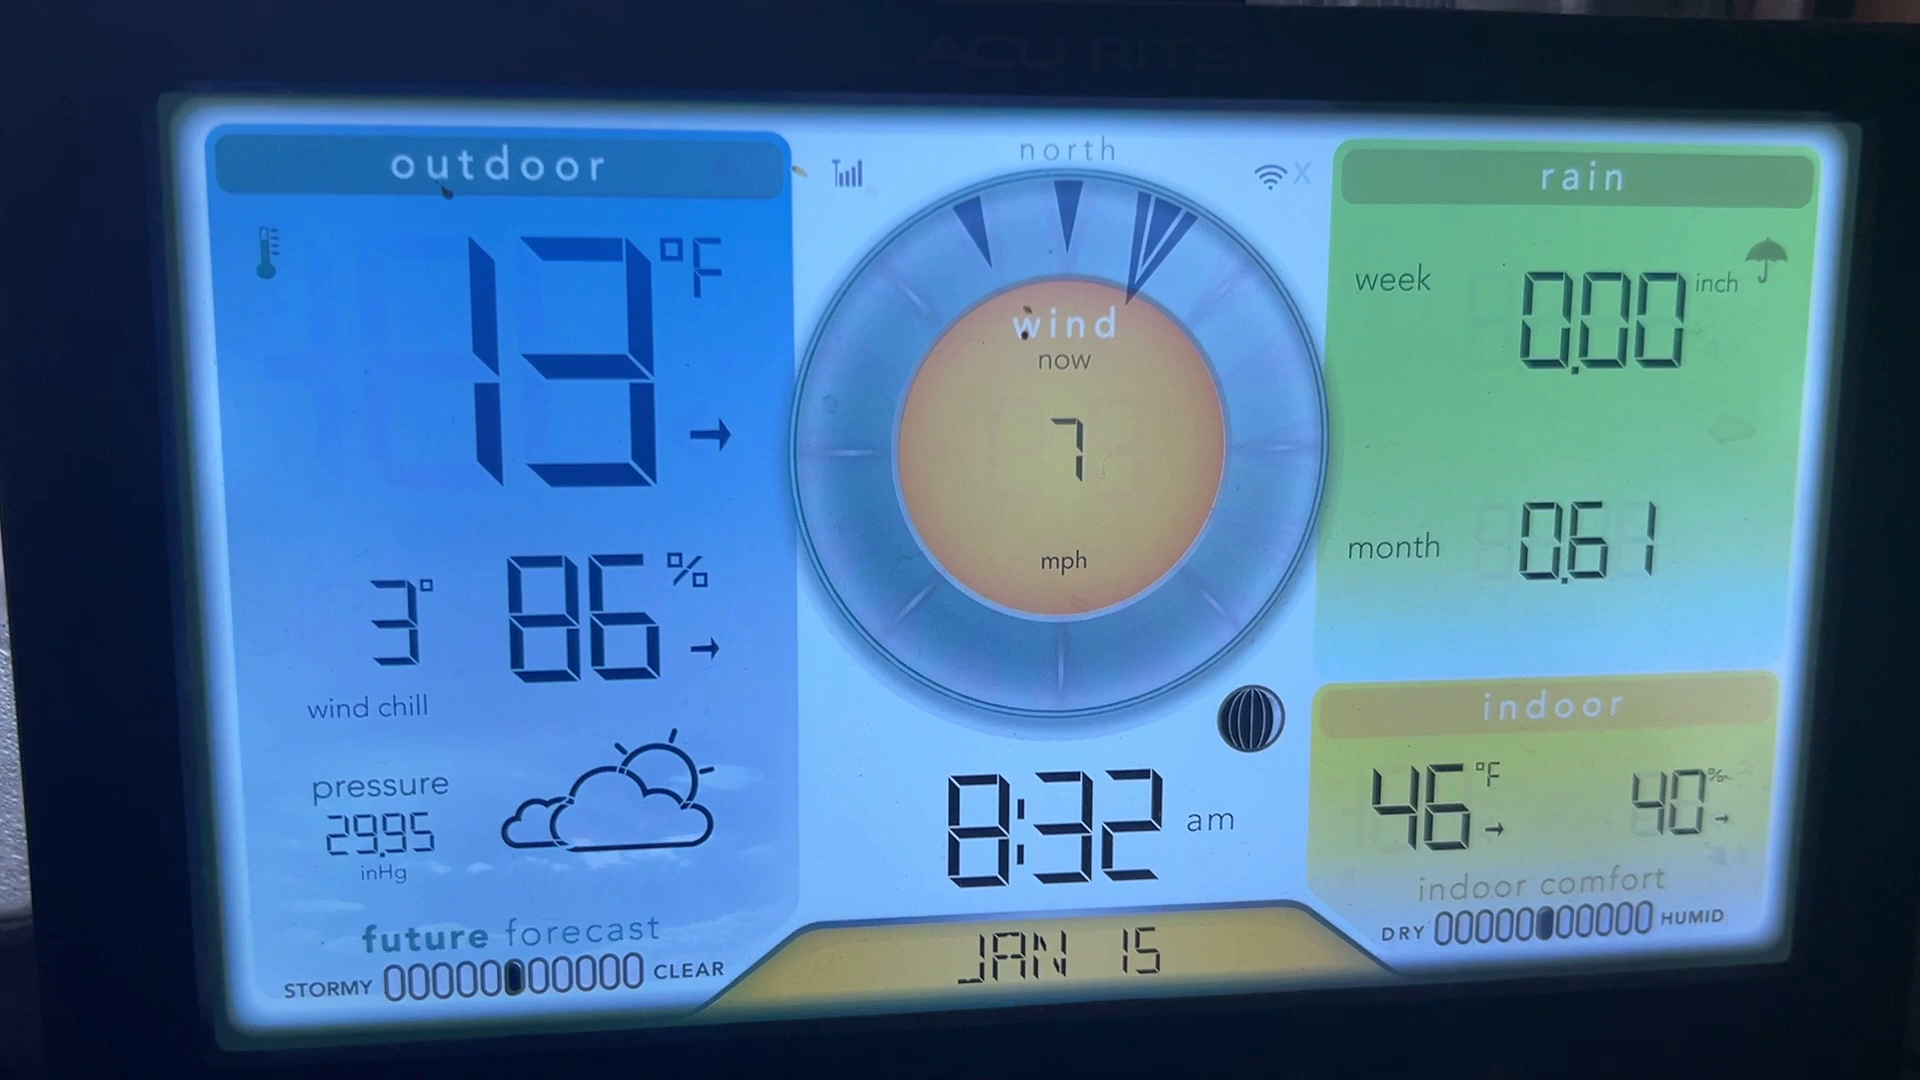 ACU RITE
outdoor
13 °F
3° 86 %
wind chill
pressure
29.95
inHg
future forecast
STORMY CLEAR
north
wind
now
7
mph
8:32 am
JAN 15
rain
week 0.00 inch
month 0.61
indoor
46 °F 40 %
indoor comfort
DRY HUMID